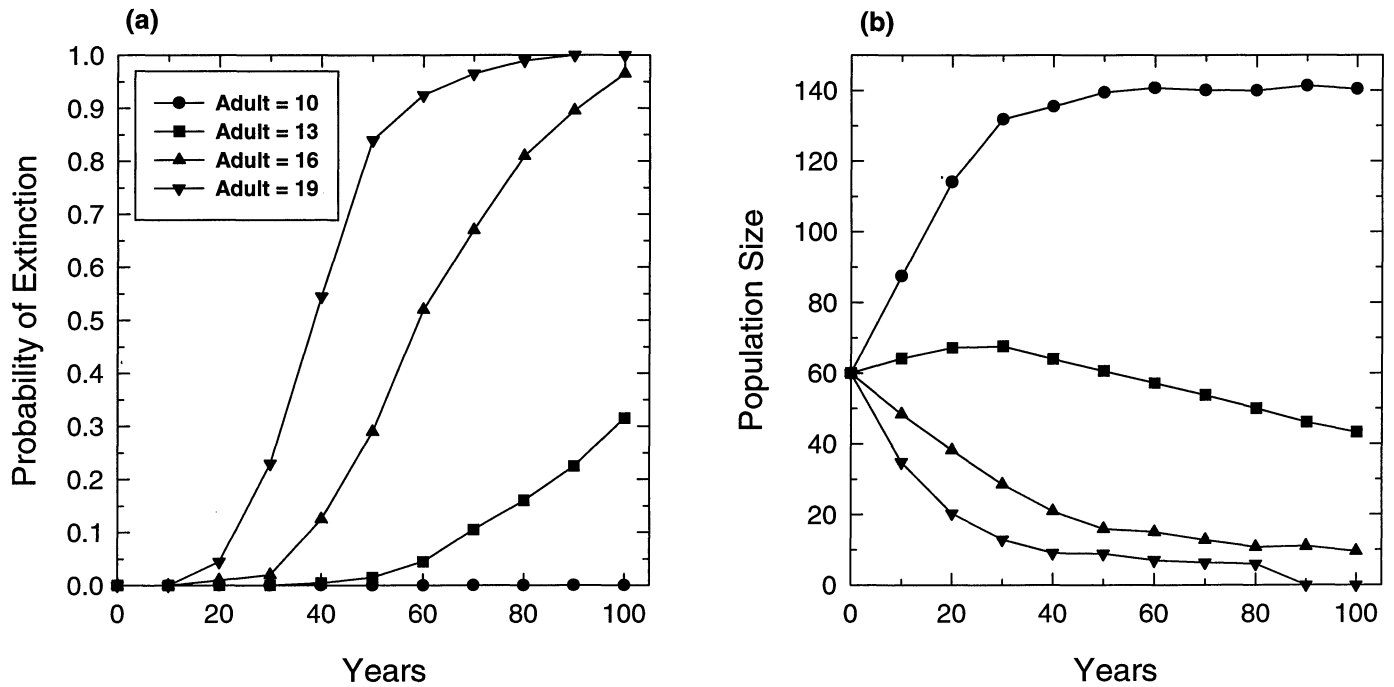 (a)
Probability of Extinction
1.0
0.9
0.8
0.7
0.6
0.5
0.4
0.3
0.2
0.1
0.0
Adult = 10
Adult = 13
Adult = 16
Adult = 19
0 20 40 60 80 100
Years
(b)
Population Size
140
120
100
80
60
40
20
0
0 20 40 60 80 100
Years